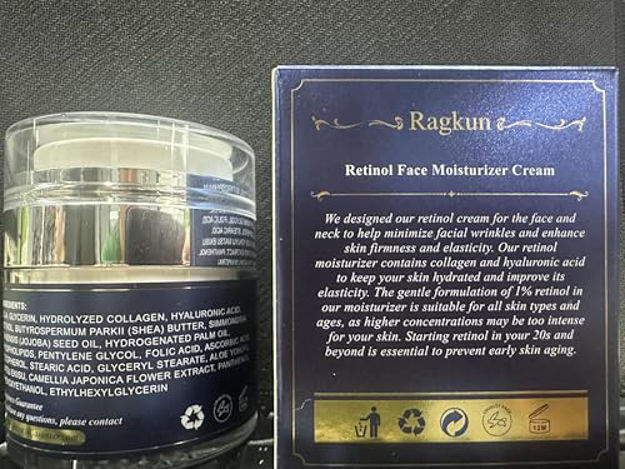 Ragkun
Retinol Face Moisturizer Cream
We designed our retinol cream for the face and
neck to help minimize facial wrinkles and enhance
skin firmness and elasticity. Our retinol
moisturizer contains collagen and hyaluronic acid
to keep your skin hydrated and improve its
elasticity. The gentle formulation of 1% retinol in
our moisturizer is suitable for all skin types and
ages, as higher concentrations may be too intense
for your skin. Starting retinol in your 20s and
beyond is essential to prevent early skin aging.
12M
GLYCERIN, HYDROLYZED COLLAGEN, HYALURONIC ACID,
BUTYROSPERMUM PARKII (SHEA) BUTTER,
(JOJOBA) SEED OIL, HYDROGENATED PALM OIL,
PENTYLENE GLYCOL, FOLIC ACID, ASCORBIC
STEARIC ACID, GLYCERYL STEARATE, ALOE
CAMELLIA JAPONICA FLOWER EXTRACT,
ETHYLHEXYLGLYCERIN
Guarantee
any questions, please contact